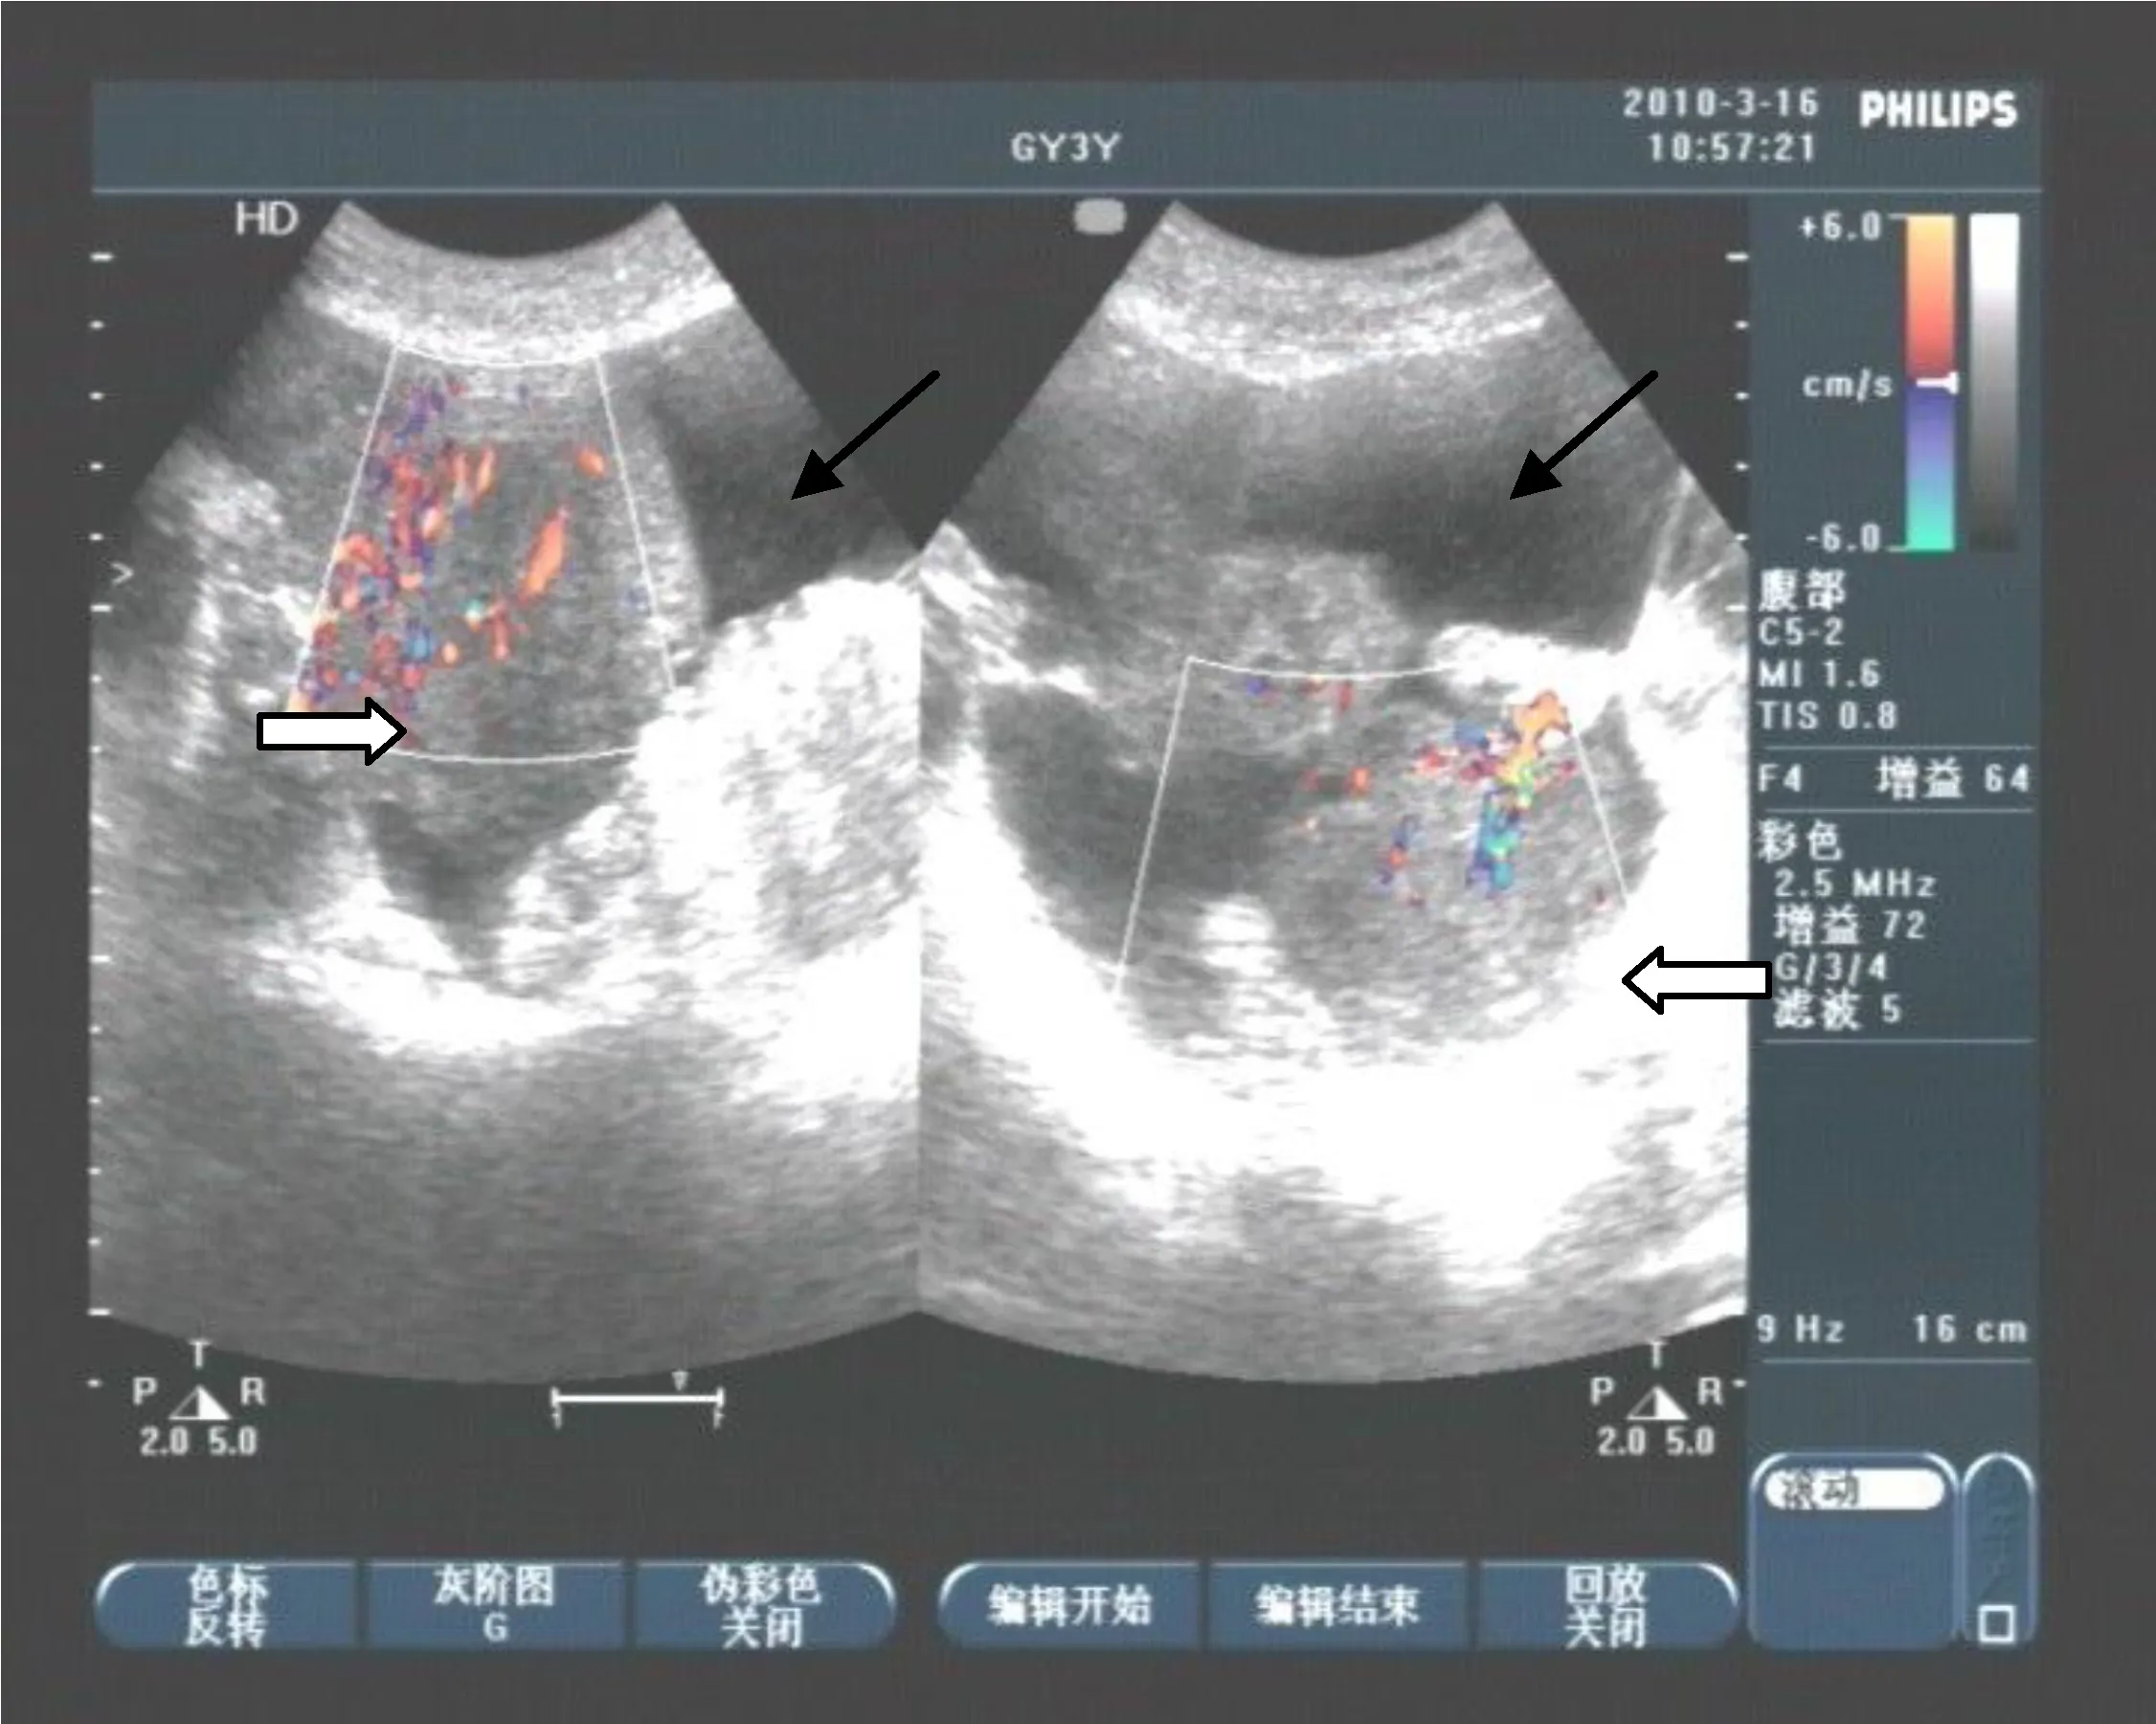 2010-3-16 PHILIPS
GY3Y
10:57:21
HD
+6.0
cm/s
-6.0
腹部
C5-2
MI 1.6
TIS 0.8
F4 增益 64
彩色
2.5 MHz
增益 72
G/3/4
滤波 5
9 Hz 16 cm
T
P R
2.0 5.0
T
P R
2.0 5.0
滚动
色标
反转
灰阶图
G
伪彩色
关闭
编辑开始
编辑结束
回放
关闭